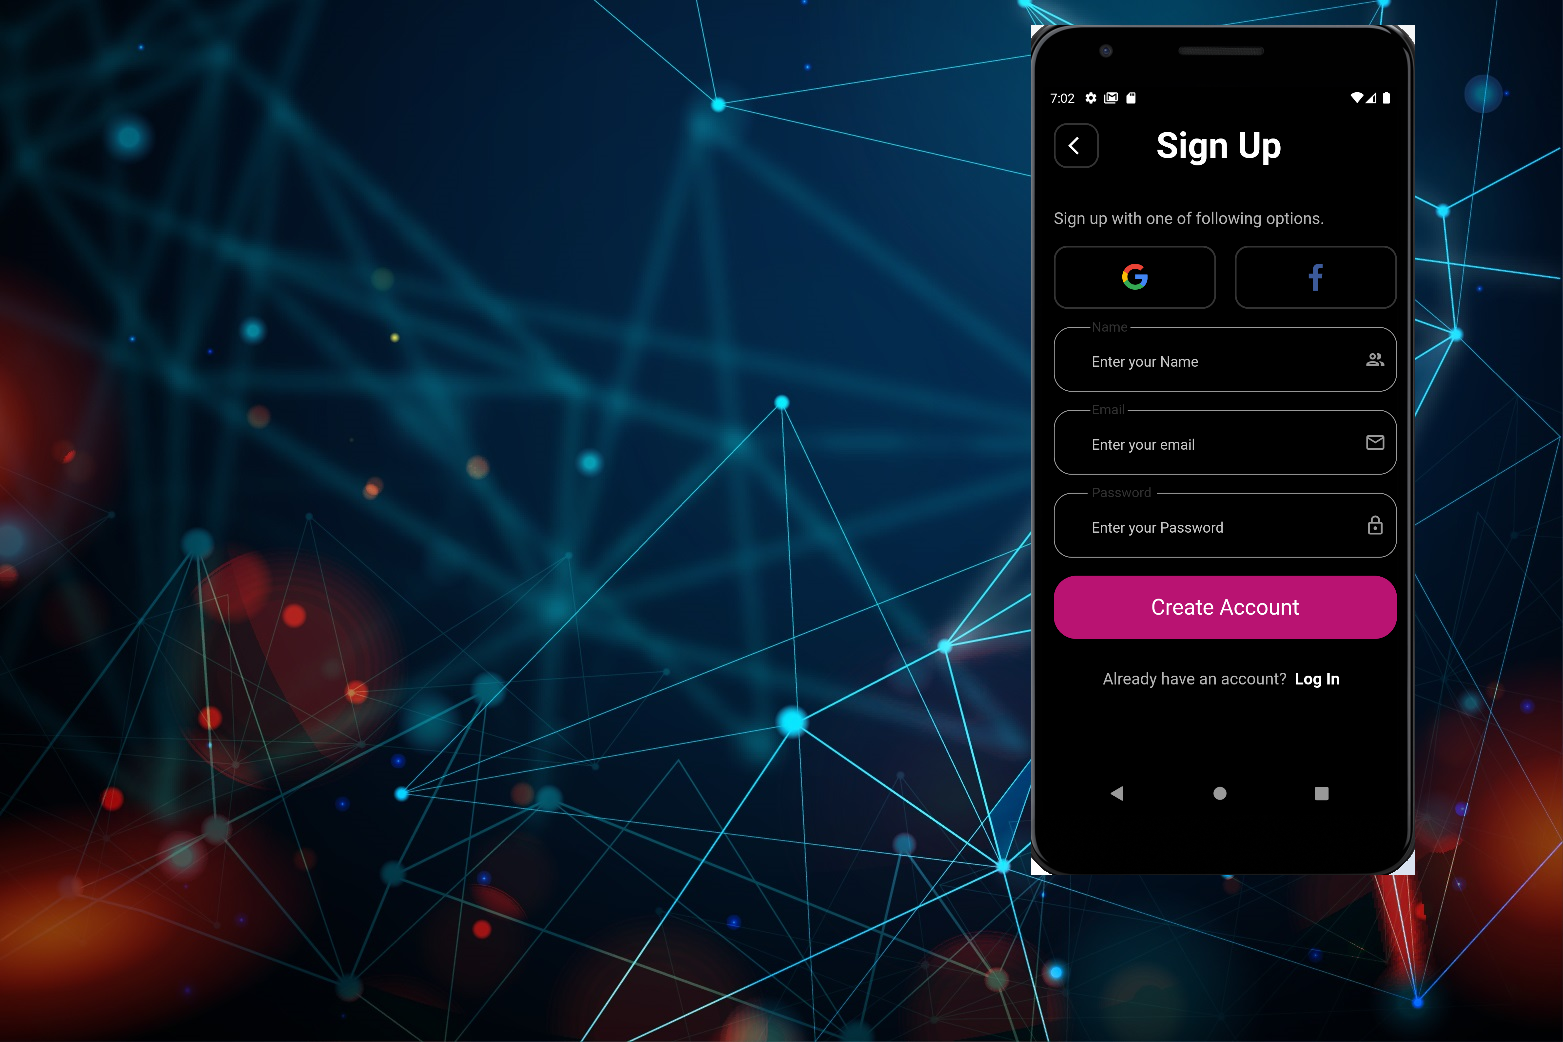 7:02
Sign Up
Sign up with one of following options.
Name
Enter your Name
Email
Enter your email
Password
Enter your Password
Create Account
Already have an account? Log In